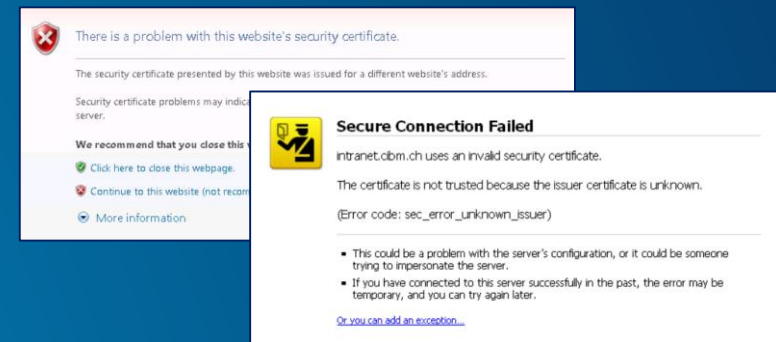 There is a problem with this website's security certificate.
The security certificate presented by this website was issued for a different website's address.
Security certificate problems may indica
server.
We recommend that you close this
Click here to close this webpage.
Continue to this website (not recom
More information
Secure Connection Failed
intranet.cibm.ch uses an invalid security certificate.
The certificate is not trusted because the issuer certificate is unknown.
(Error code: sec_error_unknown_issuer)
▪ This could be a problem with the server's configuration, or it could be someone
trying to impersonate the server.
▪ If you have connected to this server successfully in the past, the error may be
temporary, and you can try again later.
Or you can add an exception...